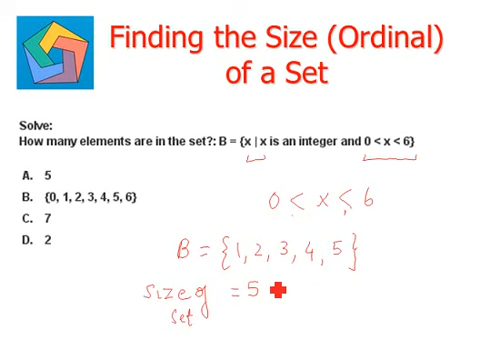 Finding the Size (Ordinal)
of a Set
Solve:
How many elements are in the set?: B = {x | x is an integer and 0 < x < 6}
A. 5
B. {0, 1, 2, 3, 4, 5, 6}
C. 7
D. 2
0 < x < 6
B = {1, 2, 3, 4, 5}
Size of = 5
set